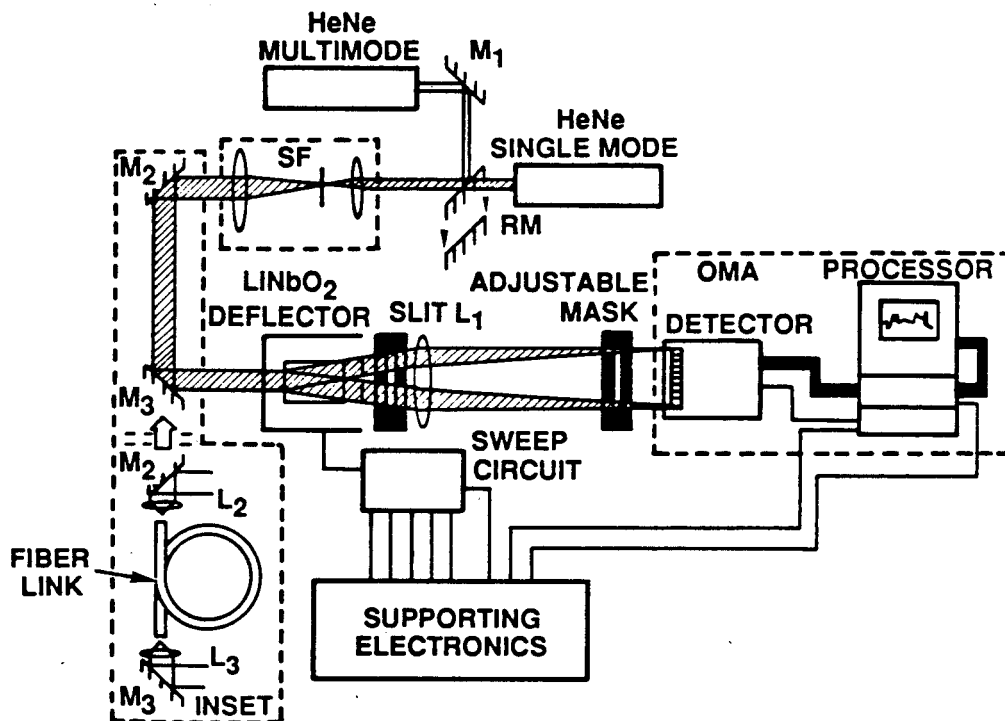 HeNe
MULTIMODE
M1
HeNe
SINGLE MODE
SF
M2
RM
LiNbO2
DEFLECTOR
SLIT L1
ADJUSTABLE
MASK
OMA
PROCESSOR
DETECTOR
M3
SWEEP
CIRCUIT
M2
L2
FIBER
LINK
SUPPORTING
ELECTRONICS
L3
M3
INSET